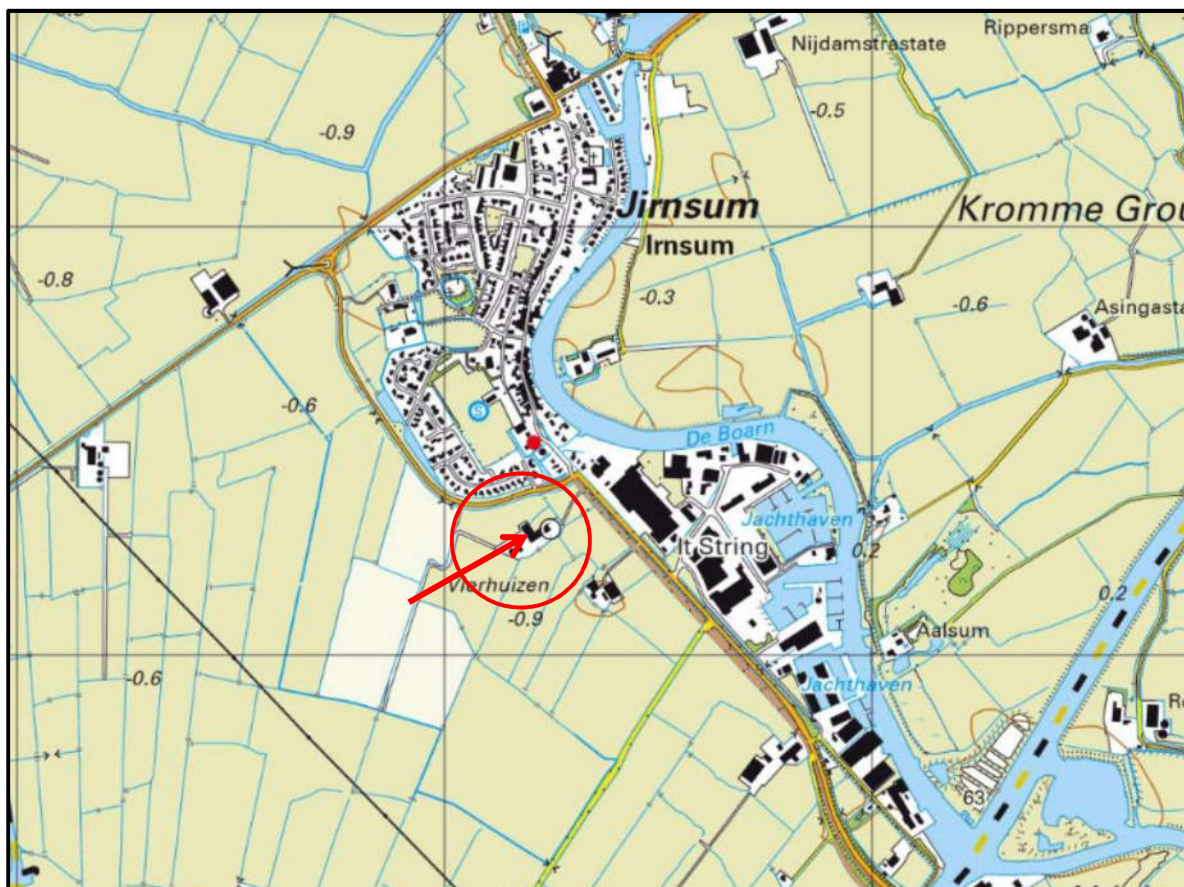 P
Nijdamstrastate
Rippersma
-0.9
-0.5
Jirnsum
Irnsum
Kromme Grou
-0.8
-0.3
-0.6
Asingasta
-0.6
S
De Boarn
Jachthaven
It String
0.2
Vierhuizen
-0.9
0.2
Aalsum
-0.6
Jachthaven
Re
63